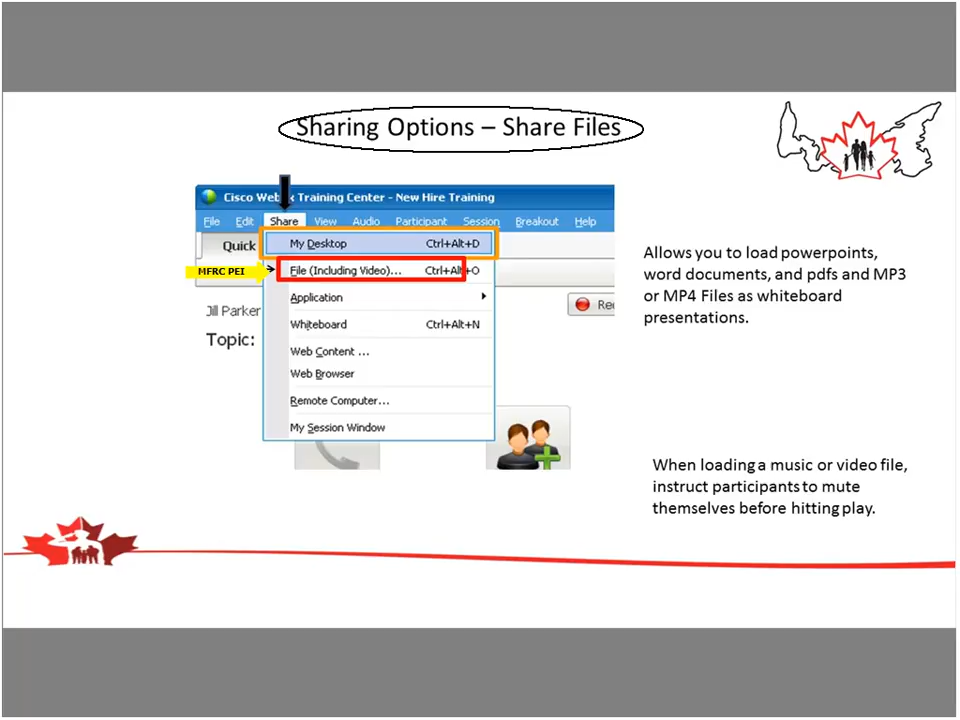 Sharing Options – Share Files
Cisco Web x Training Center - New Hire Training
File Edit Share View Audio Participant Session Breakout Help
Quick
My Desktop Ctrl+Alt+D
MFRC PEI
File (Including Video)... Ctrl+Alt+O
Application
Jill Parker
Rec
Whiteboard Ctrl+Alt+N
Topic:
Web Content ...
Web Browser
Remote Computer...
My Session Window
Allows you to load powerpoints,
word documents, and pdfs and MP3
or MP4 Files as whiteboard
presentations.
When loading a music or video file,
instruct participants to mute
themselves before hitting play.